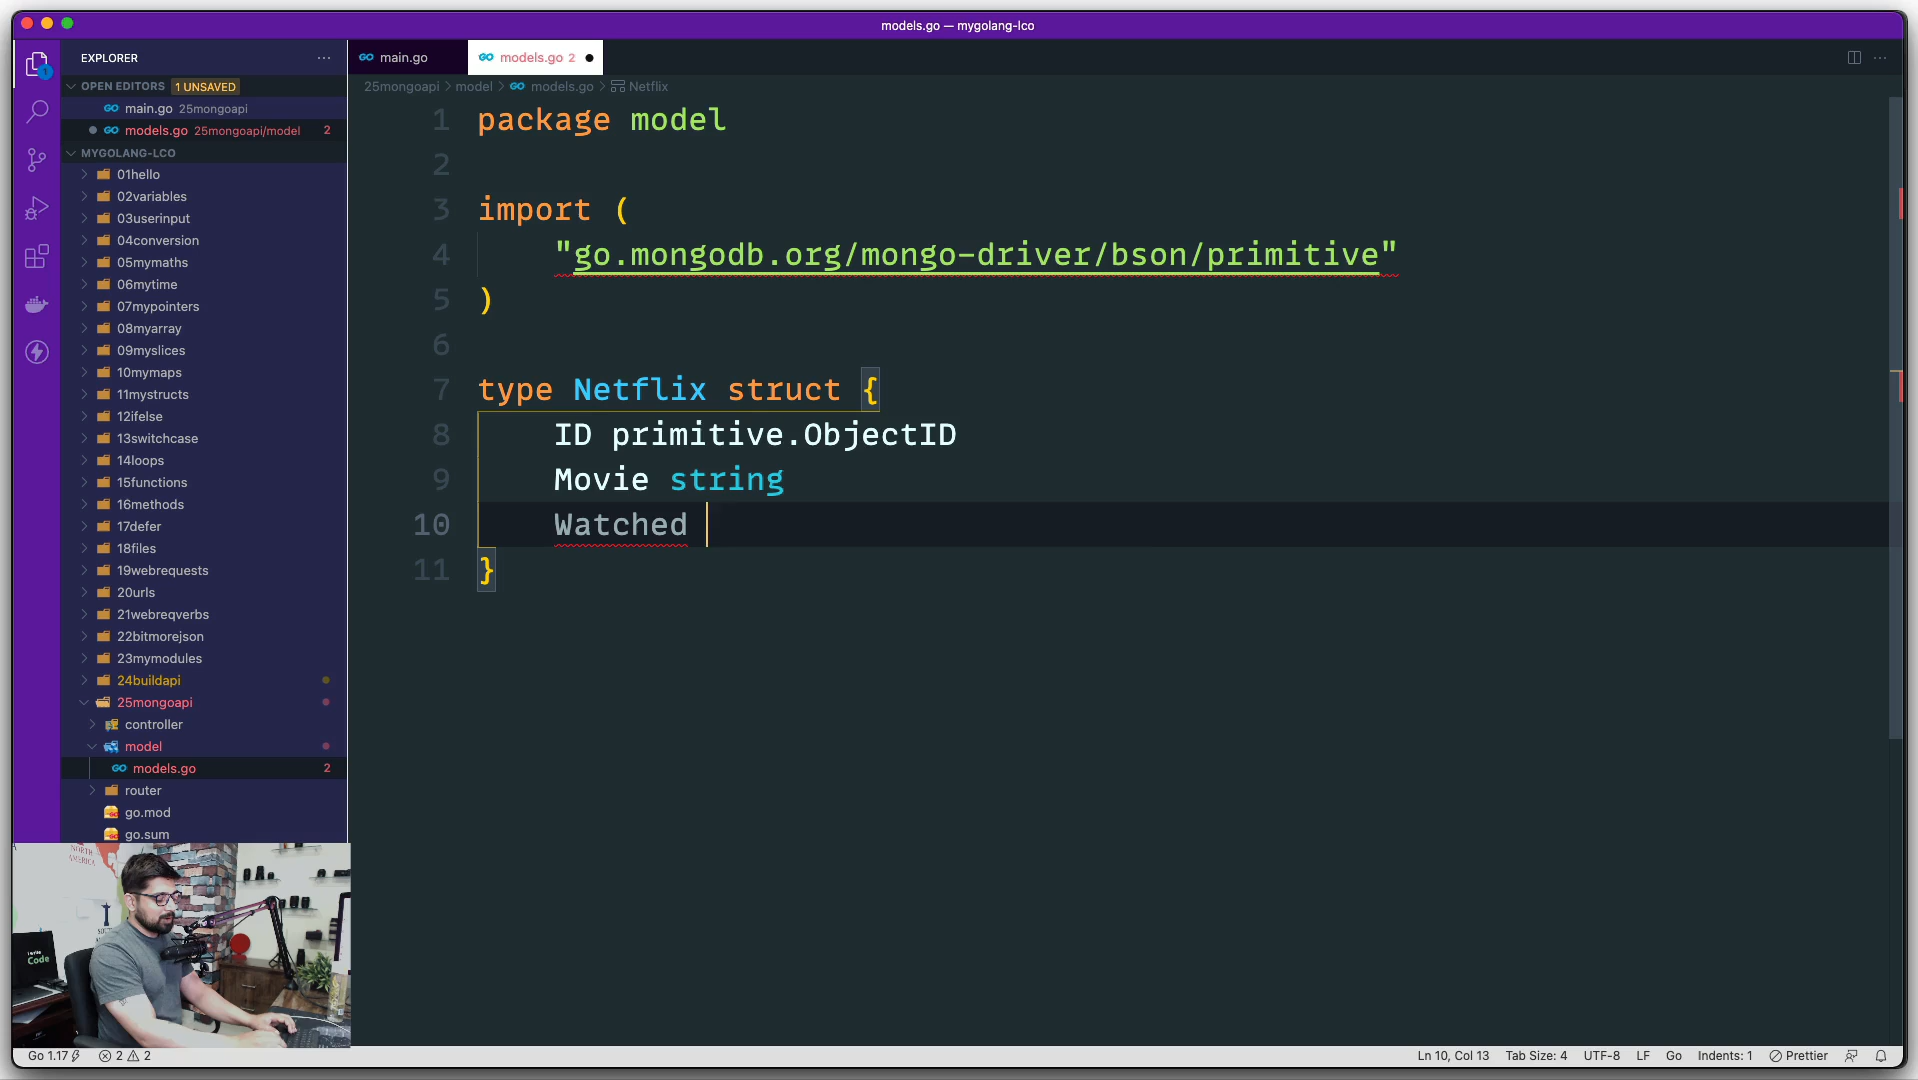 models.go — mygolang-lco
EXPLORER
OPEN EDITORS 1 UNSAVED
main.go 25mongoapi
models.go 25mongoapi/model 2
MYGOLANG-LCO
01hello
02variables
03userinput
04conversion
05mymaths
06mytime
07mypointers
08myarray
09myslices
10mymaps
11mystructs
12ifelse
13switchcase
14loops
15functions
16methods
17defer
18files
19webrequests
20urls
21webreqverbs
22bitmorejson
23mymodules
24buildapi
25mongoapi
controller
model
models.go 2
router
go.mod
go.sum
main.go
models.go 2
25mongoapi > model > models.go > Netflix
1 package model
2
3 import (
4 "go.mongodb.org/mongo-driver/bson/primitive"
5 )
6
7 type Netflix struct {
8 ID primitive.ObjectID
9 Movie string
10 Watched
11 }
NORTH
AMERICA
I write
Code
Go 1.17
2 2
Ln 10, Col 13
Tab Size: 4
UTF-8
LF
Go
Indents: 1
Prettier